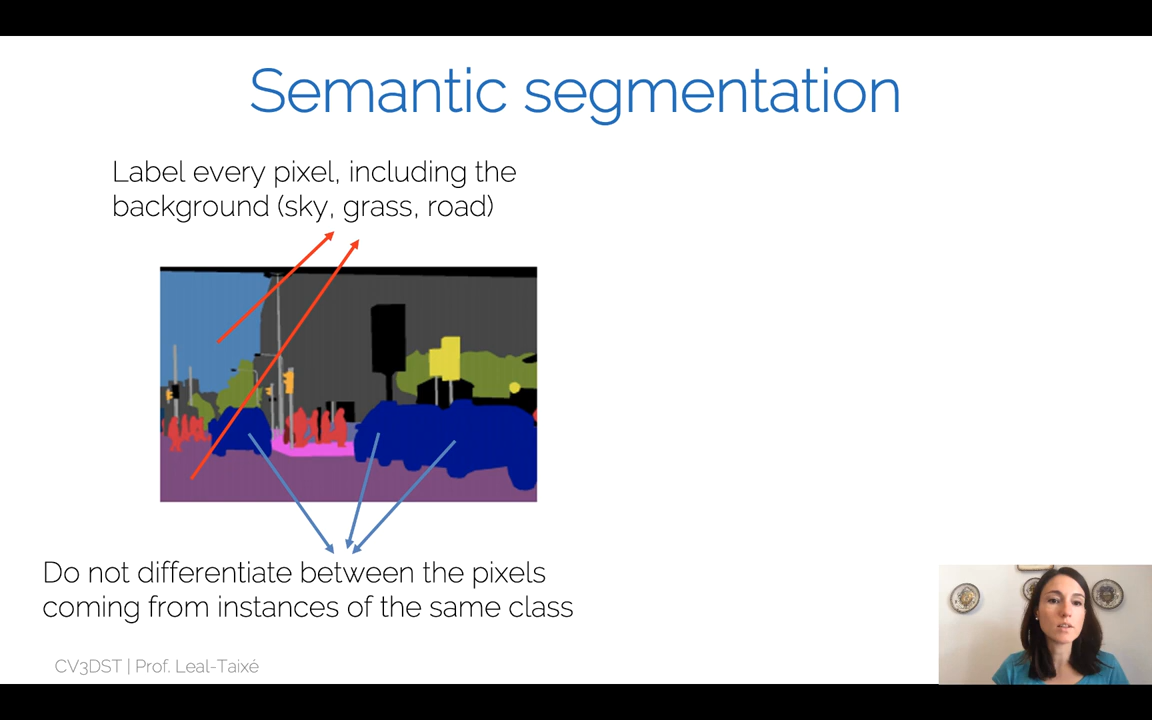 Semantic segmentation
Label every pixel, including the
background (sky, grass, road)
Do not differentiate between the pixels
coming from instances of the same class
CV3DST | Prof. Leal-Taixé